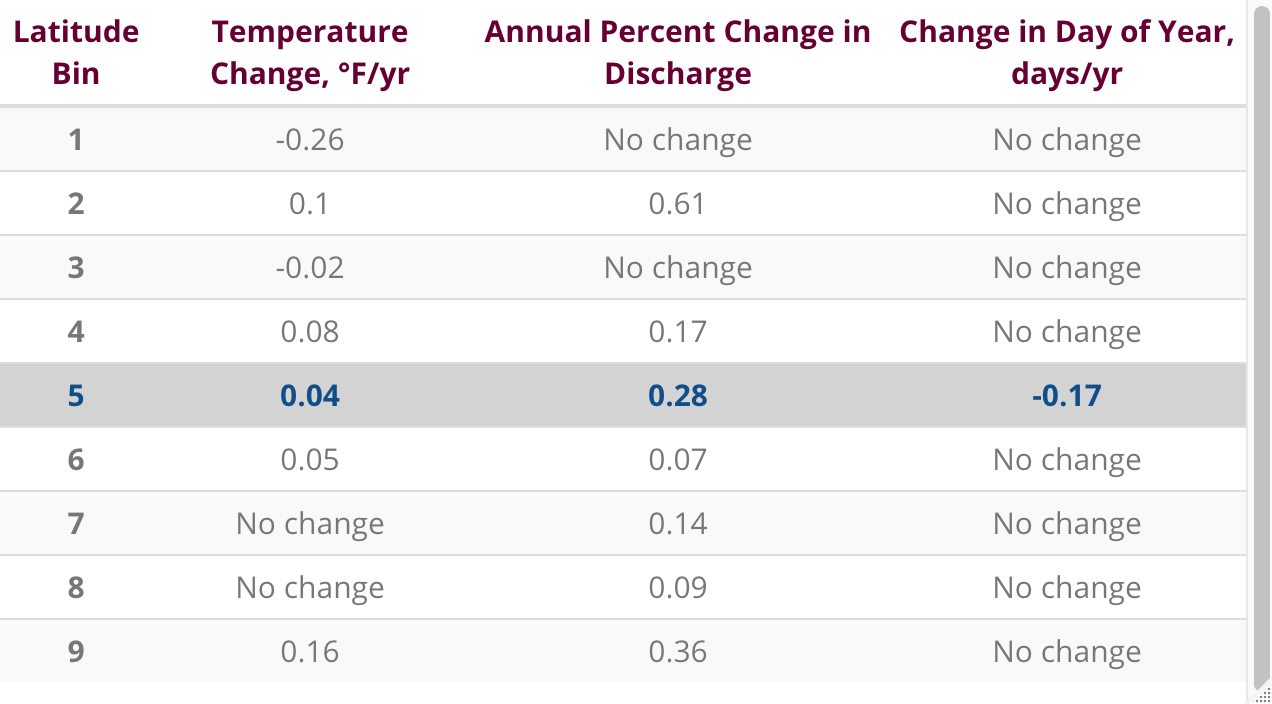 Latitude Bin Temperature Change, °F/yr Annual Percent Change in Discharge Change in Day of Year, days/yr
1 -0.26 No change No change
2 0.1 0.61 No change
3 -0.02 No change No change
4 0.08 0.17 No change
5 0.04 0.28 -0.17
6 0.05 0.07 No change
7 No change 0.14 No change
8 No change 0.09 No change
9 0.16 0.36 No change